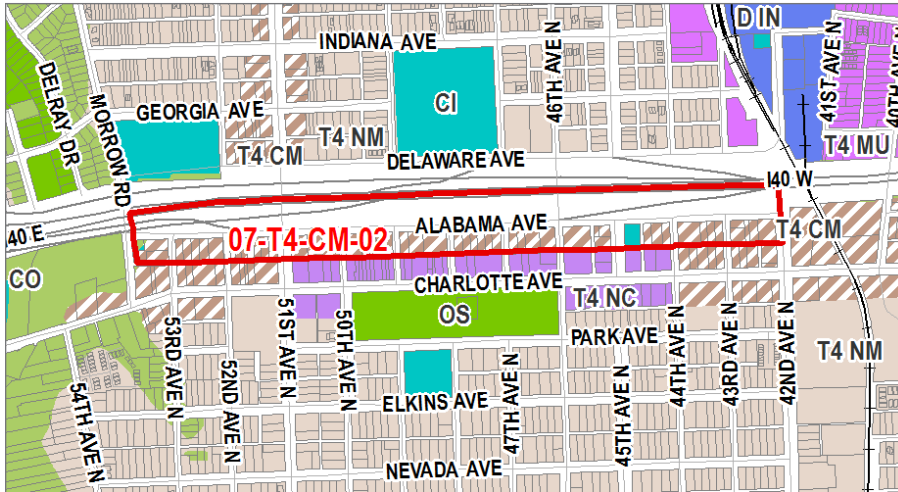 D IN
INDIANA AVE
46TH AVE N
41ST AVE N
40TH AVE N
DELRAY DR
MORROW RD
GEORGIA AVE
CI
T4 NM
T4 CM
T4 MU
DELAWARE AVE
I40 W
ALABAMA AVE
T4 CM
40 E
07-T4-CM-02
CO
CHARLOTTE AVE
T4 NC
OS
51ST AVE N
50TH AVE N
PARKAVE
53RD AVE N
52ND AVE N
44TH AVE N
43RD AVE N
42ND AVE N
T4 NM
54TH AVE N
ELKINS AVE
47TH AVE N
45TH AVE N
NEVADA AVE